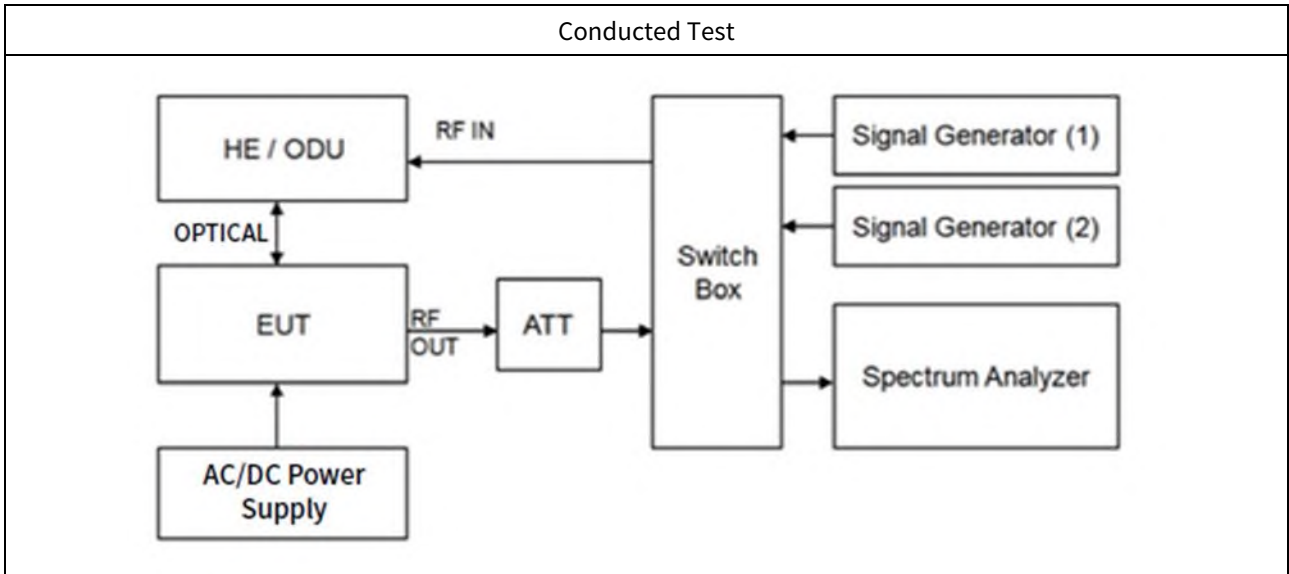 Conducted Test
HE / ODU
RF IN
Signal Generator (1)
OPTICAL
Signal Generator (2)
Switch
Box
EUT
RF
OUT
ATT
Spectrum Analyzer
AC/DC Power
Supply